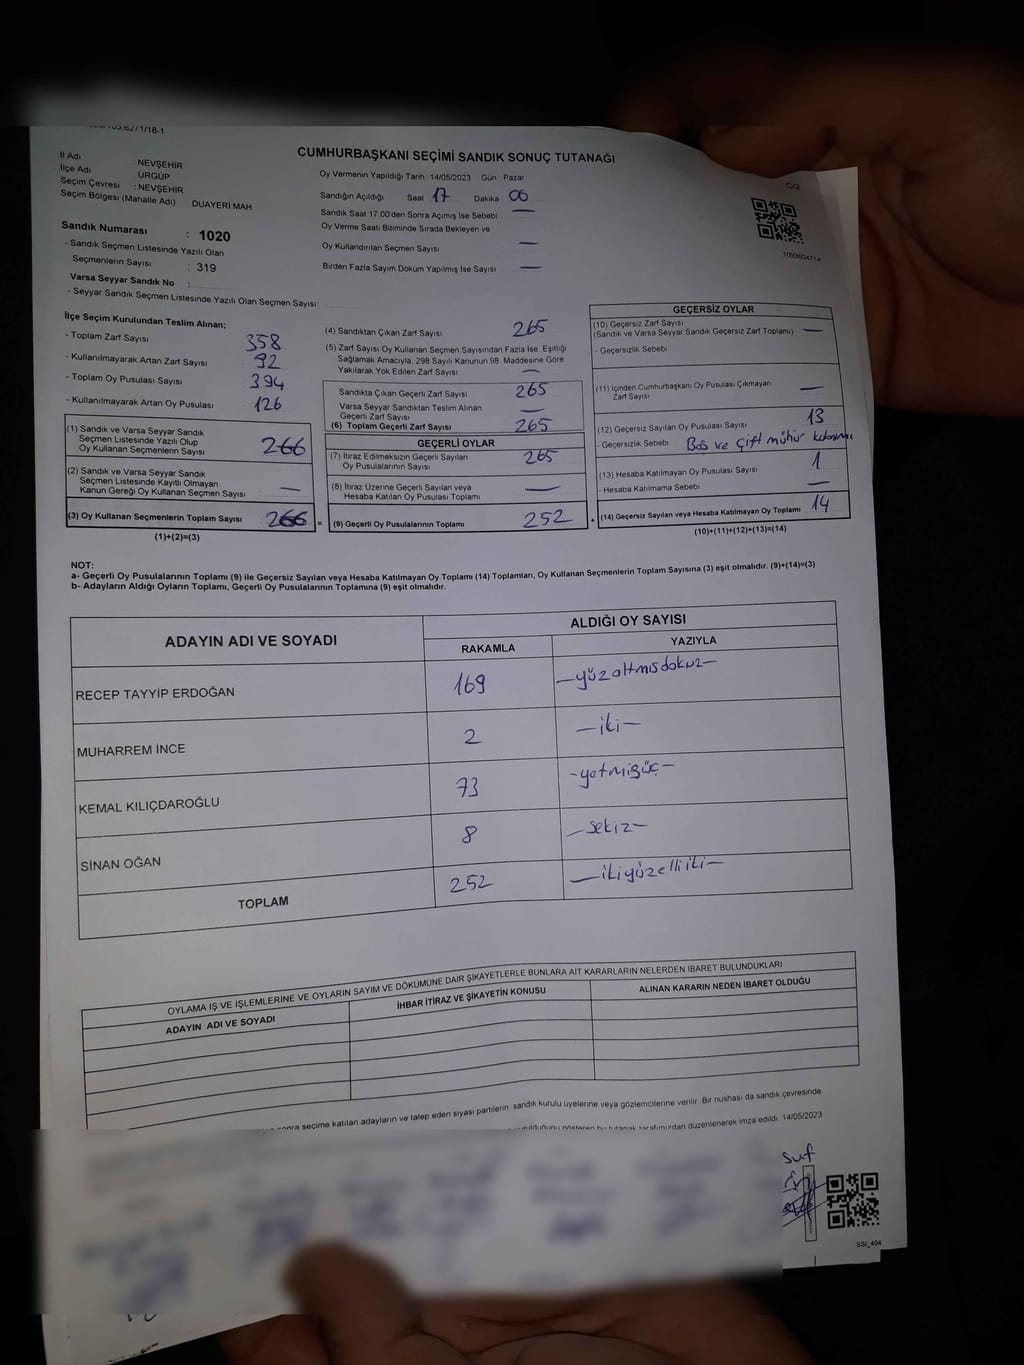 CUMHURBAŞKANI SEÇİMİ SANDIK SONUÇ TUTANAĞI
İl Adı : NEVŞEHİR
İlçe Adı : ÜRGÜP
Seçim Çevresi : NEVŞEHİR
Seçim Bölgesi (Mahalle Adı) DUAYERİ MAH
Sandık Numarası : 1020
- Sandık Seçmen Listesinde Yazılı Olan
Seçmenlerin Sayısı : 319
Varsa Seyyar Sandık No :
- Seyyar Sandık Seçmen Listesinde Yazılı Olan Seçmen Sayısı:
Oy Vermenin Yapıldığı Tarih :14/05/2023 Gün : Pazar
Sandığın Açıldığı Saat 17 Dakika 06
Sandık Saat 17.00'den Sonra Açımış İse Sebebi —
Oy Verme Saati Bitiminde Sırada Bekleyen ve
Oy Kullandırılan Seçmen Sayısı —
Birden Fazla Sayım Döküm Yapılmış İse Sayısı —
C/2
1093604714
İlçe Seçim Kurulundan Teslim Alınan;
- Toplam Zarf Sayısı 358
- Kullanılmayarak Artan Zarf Sayısı 92
- Toplam Oy Pusulası Sayısı 394
- Kullanılmayarak Artan Oy Pusulası 126
(1) Sandık ve Varsa Seyyar Sandık
Seçmen Listesinde Yazılı Olup
Oy Kullanan Seçmenlerin Sayısı 266
(2) Sandık ve Varsa Seyyar Sandık
Seçmen Listesinde Kayıtlı Olmayan
Kanun Gereği Oy Kullanan Seçmen Sayısı —
(3) Oy Kullanan Seçmenlerin Toplam Sayısı 266 =
(1)+(2)=(3)
(4) Sandıktan Çıkan Zarf Sayısı 265
(5) Zarf Sayısı Oy Kullanan Seçmen Sayısından Fazla İse, Eşitliği
Sağlamak Amacıyla, 298 Sayılı Kanunun 98. Maddesine Göre
Yakılarak Yok Edilen Zarf Sayısı —
Sandıkta Çıkan Geçerli Zarf Sayısı 265
Varsa Seyyar Sandıktan Teslim Alınan
Geçerli Zarf Sayısı —
(6) Toplam Geçerli Zarf Sayısı 265
GEÇERLİ OYLAR
(7) İtiraz Edilmeksizin Geçerli Sayılan
Oy Pusulalarının Sayısı 265
(8) İtiraz Üzerine Geçerli Sayılan veya
Hesaba Katılan Oy Pusulası Toplamı —
(9) Geçerli Oy Pusulalarının Toplamı 252 +
GEÇERSİZ OYLAR
(10) Geçersiz Zarf Sayısı
(Sandık ve Varsa Seyyar Sandık Geçersiz Zarf Toplamı) —
- Geçersizlik Sebebi
(11) İçinden Cumhurbaşkanı Oy Pusulası Çıkmayan
Zarf Sayısı —
(12) Geçersiz Sayılan Oy Pusulası Sayısı 13
- Geçersizlik Sebebi Boş ve çift mühür
(13) Hesaba Katılmayan Oy Pusulası Sayısı 1
- Hesaba Katılmama Sebebi —
(14) Geçersiz Sayılan veya Hesaba Katılmayan Oy Toplamı 14
(10)+(11)+(12)+(13)=(14)
NOT:
a- Geçerli Oy Pusulalarının Toplamı (9) ile Geçersiz Sayılan veya Hesaba Katılmayan Oy Toplamı (14) Toplamları, Oy Kullanan Seçmenlerin Toplam Sayısına (3) eşit olmalıdır. (9)+(14)=(3)
b- Adayların Aldığı Oyların Toplamı, Geçerli Oy Pusulalarının Toplamına (9) eşit olmalıdır.
ADAYIN ADI VE SOYADI ALDIĞI OY SAYISI
RAKAMLA YAZIYLA
RECEP TAYYİP ERDOĞAN 169 —yüzaltmışdokuz—
MUHARREM İNCE 2 —iki—
KEMAL KILIÇDAROĞLU 73 -yetmişüç-
SİNAN OĞAN 8 —sekiz—
TOPLAM 252 —ikiyüzelliiki—
OYLAMA İŞ VE İŞLEMLERİNE VE OYLARIN SAYIM VE DÖKÜMÜNE DAİR ŞİKAYETLERLE BUNLARA AİT KARARLARIN NELERDEN İBARET BULUNDUKLARI
ADAYIN ADI VE SOYADI İHBAR İTİRAZ VE ŞİKAYETİN KONUSU ALINAN KARARIN NEDEN İBARET OLDUĞU
sonra seçime katılan adayların ve talep eden siyasi partilerin sandık kurulu üyelerine veya gözlemcilerine verilir. Bir nüshası da sandık çevresinde
bu tutanak tarafımızdan düzenlenerek imza edildi. 14/05/2023
suf
SSI_404